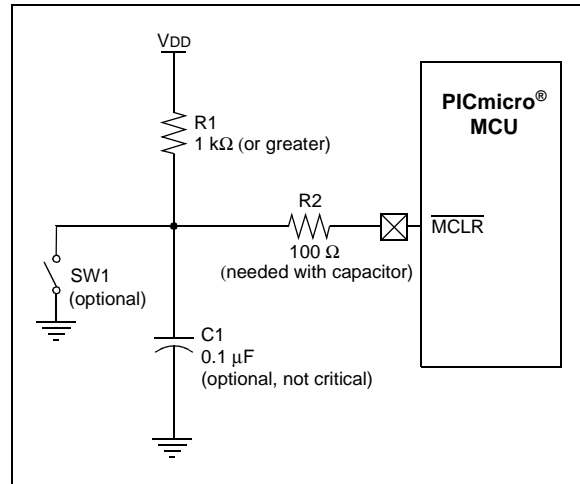 VDD
PICmicro®
MCU
R1
1 kΩ (or greater)
R2
MCLR
100 Ω
(needed with capacitor)
SW1
(optional)
C1
0.1 μF
(optional, not critical)